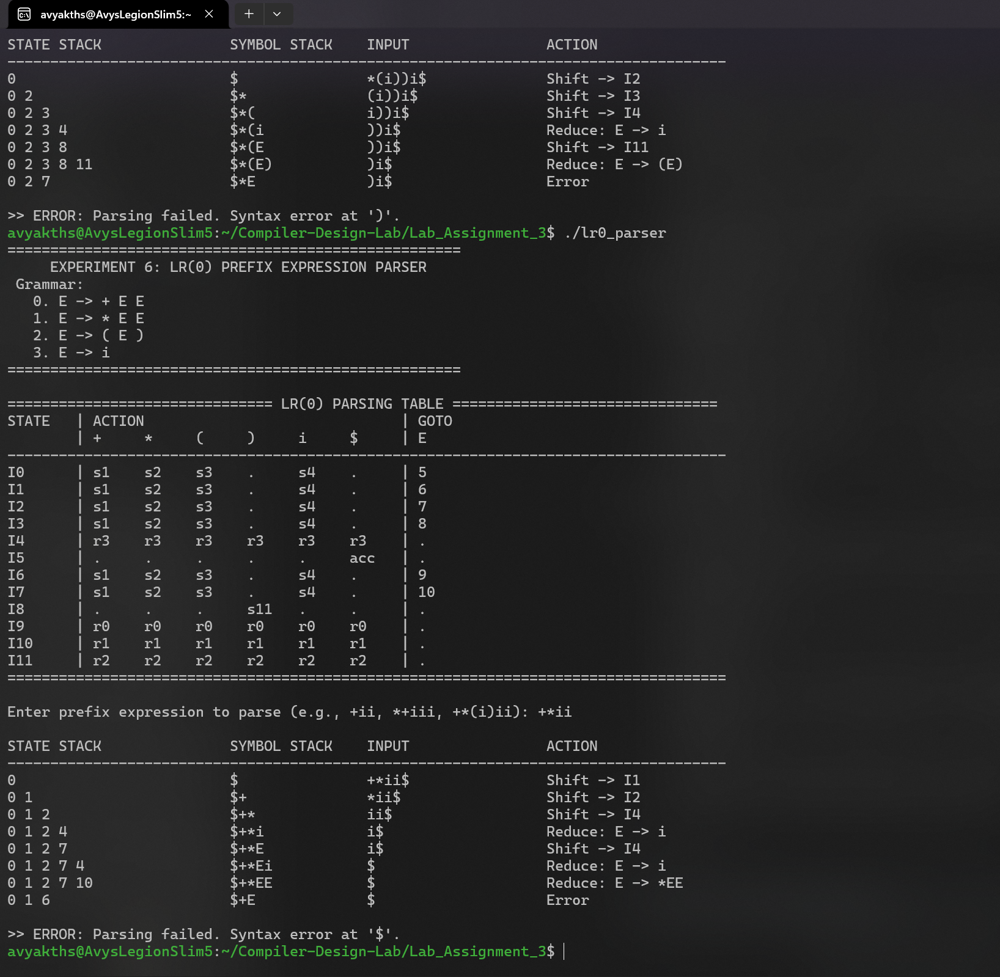 avyakths@AvysLegionSlim5:~
STATE STACK               SYMBOL STACK    INPUT                ACTION
------------------------------------------------------------------------------------
0                         $               *(i))i$              Shift -> I2
0 2                       $*              (i))i$               Shift -> I3
0 2 3                     $*(             i))i$                Shift -> I4
0 2 3 4                   $*(i            ))i$                 Reduce: E -> i
0 2 3 8                   $*(E            ))i$                 Shift -> I11
0 2 3 8 11                $*(E)           )i$                  Reduce: E -> (E)
0 2 7                     $*E             )i$                  Error
>> ERROR: Parsing failed. Syntax error at ')'.
avyakths@AvysLegionSlim5:~/Compiler-Design-Lab/Lab_Assignment_3$ ./lr0_parser
=====================================================
     EXPERIMENT 6: LR(0) PREFIX EXPRESSION PARSER
 Grammar:
   0. E -> + E E
   1. E -> * E E
   2. E -> ( E )
   3. E -> i
=====================================================
=============================== LR(0) PARSING TABLE ===============================
STATE   | ACTION                              | GOTO
        | +     *     (     )     i     $     | E
------------------------------------------------------------------------------------
I0      | s1    s2    s3    .     s4    .     | 5
I1      | s1    s2    s3    .     s4    .     | 6
I2      | s1    s2    s3    .     s4    .     | 7
I3      | s1    s2    s3    .     s4    .     | 8
I4      | r3    r3    r3    r3    r3    r3    | .
I5      | .     .     .     .     .     acc   | .
I6      | s1    s2    s3    .     s4    .     | 9
I7      | s1    s2    s3    .     s4    .     | 10
I8      | .     .     .     s11   .     .     | .
I9      | r0    r0    r0    r0    r0    r0    | .
I10     | r1    r1    r1    r1    r1    r1    | .
I11     | r2    r2    r2    r2    r2    r2    | .
====================================================================================
Enter prefix expression to parse (e.g., +ii, *+iii, +*(i)ii): +*ii
STATE STACK               SYMBOL STACK    INPUT                ACTION
------------------------------------------------------------------------------------
0                         $               +*ii$                Shift -> I1
0 1                       $+              *ii$                 Shift -> I2
0 1 2                     $+*             ii$                  Shift -> I4
0 1 2 4                   $+*i            i$                   Reduce: E -> i
0 1 2 7                   $+*E            i$                   Shift -> I4
0 1 2 7 4                 $+*Ei           $                    Reduce: E -> i
0 1 2 7 10                $+*EE           $                    Reduce: E -> *EE
0 1 6                     $+E             $                    Error
>> ERROR: Parsing failed. Syntax error at '$'.
avyakths@AvysLegionSlim5:~/Compiler-Design-Lab/Lab_Assignment_3$